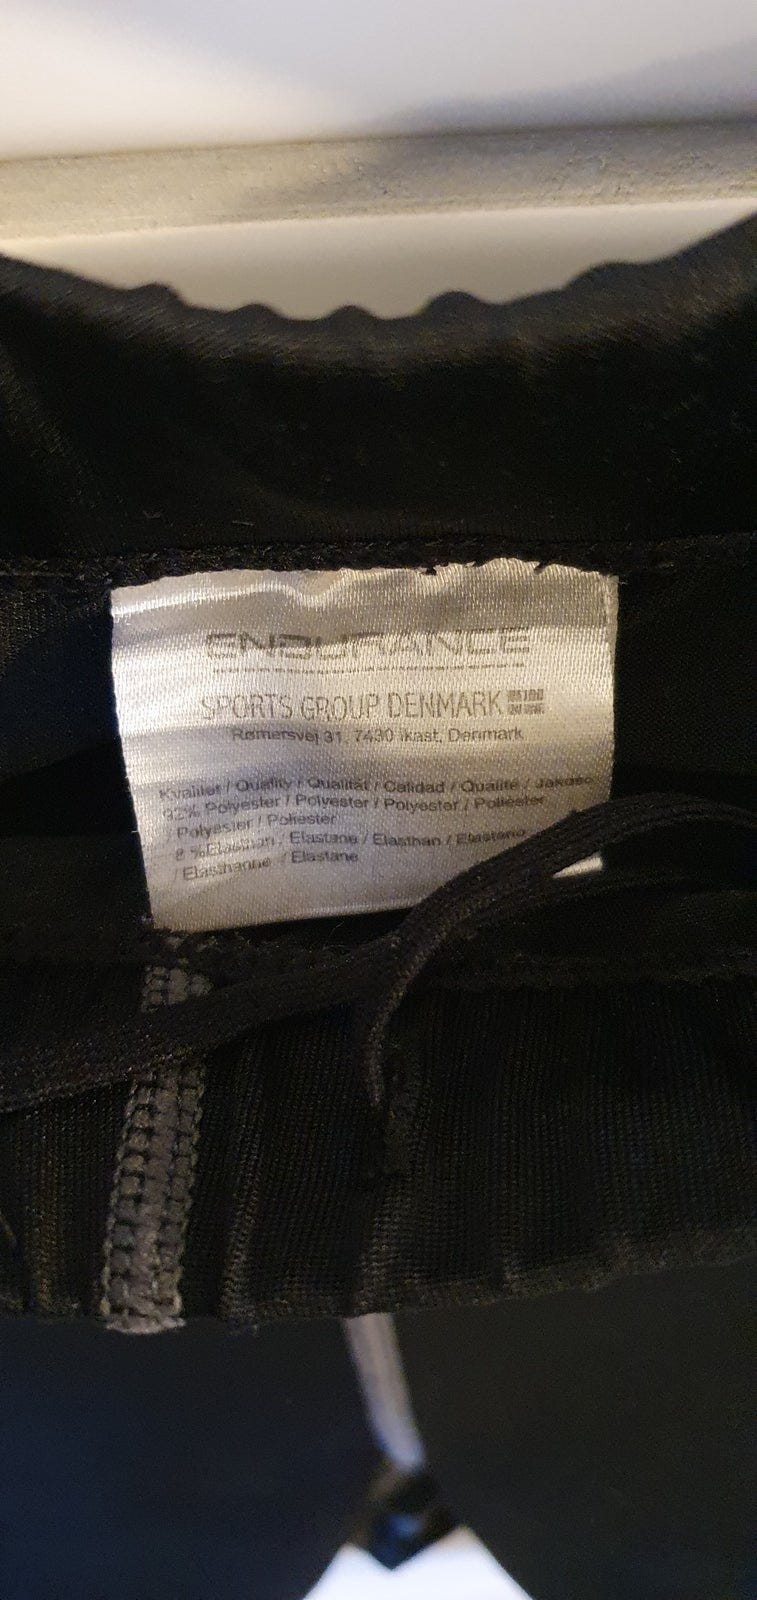 ENDURANCE
SPORTS GROUP DENMARK
Rømersvej 31, 7430 Ikast, Denmark
Kvalitet / Quality / Qualität / Calidad / Qualité / Jakość
92% Polyester / Polyester / Polyester / Poliéster
/ Polyester / Poliester
8 %Elasthan / Elastane / Elasthan / Elastano
/ Elasthanne / Elastane